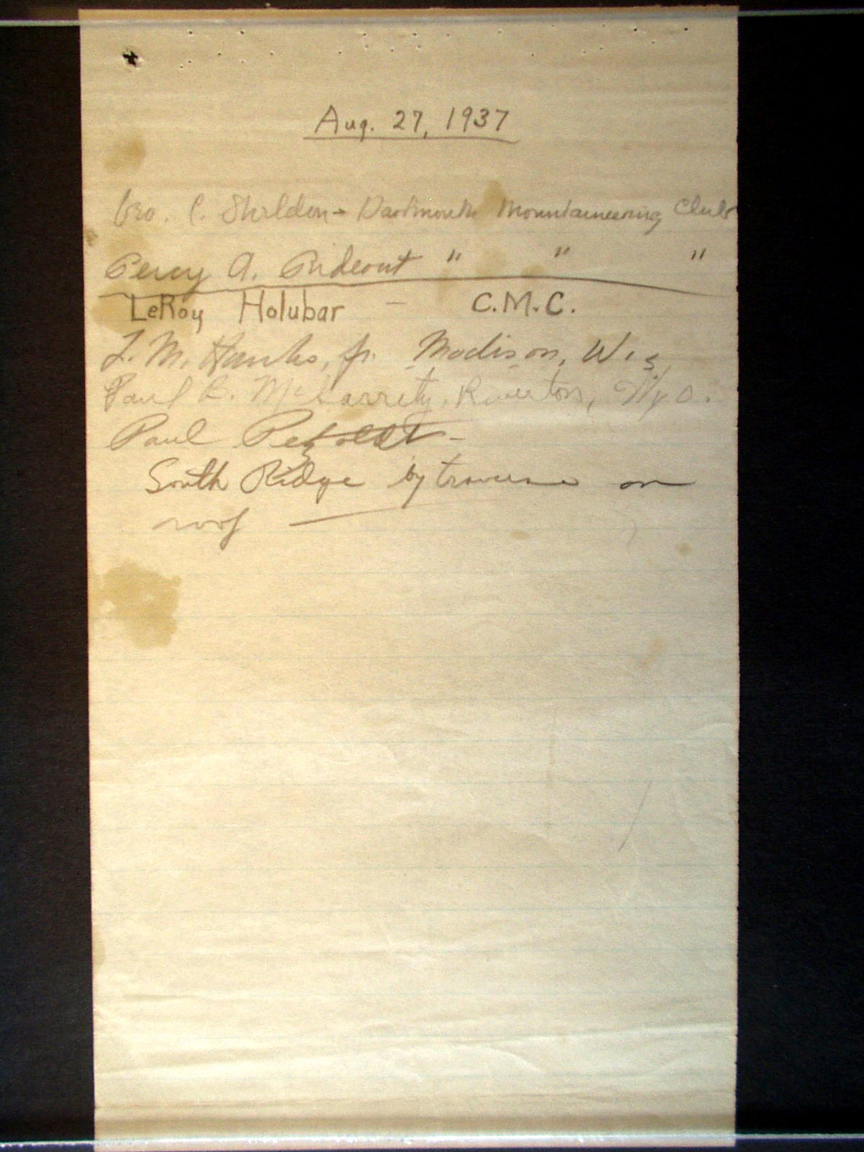 Aug. 27, 1937
Geo. C. Sheldon - Dartmouth Mountaineering Club
Percy A. Rideout " " "
LeRoy Holubar - C.M.C.
L. M. Hanks, Jr. Madison, Wis.
Paul McGarrity, Riverton, Wyo.
Paul Petzoldt -
South Ridge by traverse on
roof